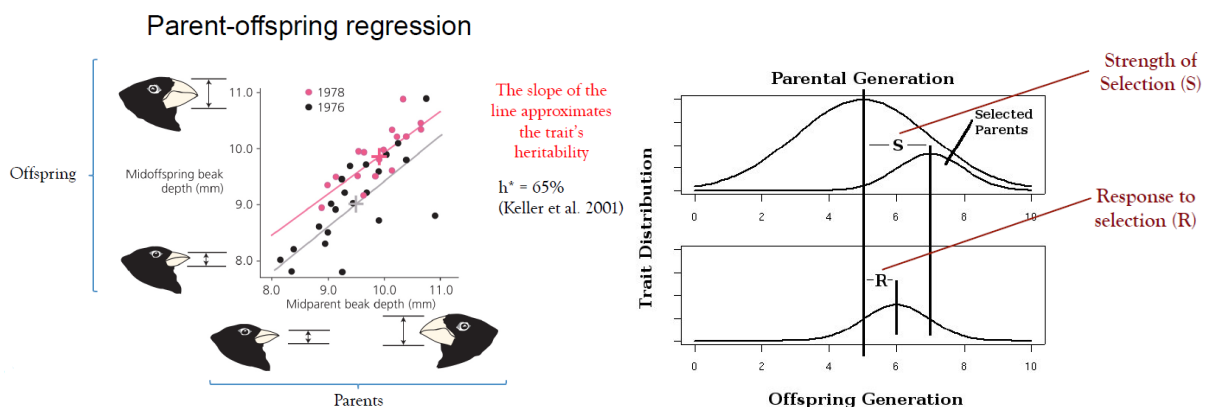 Parent-offspring regression
Offspring
Midoffspring beak
depth (mm)
11.0
10.0
9.0
8.0
1978
1976
8.0 9.0 10.0 11.0
Midparent beak depth (mm)
Parents
The slope of the
line approximates
the trait's
heritability
h* = 65%
(Keller et al. 2001)
Parental Generation
Strength of
Selection (S)
Selected
Parents
S
0 2 4 6 8 10
Response to
selection (R)
Trait Distribution
R
0 2 4 6 8 10
Offspring Generation